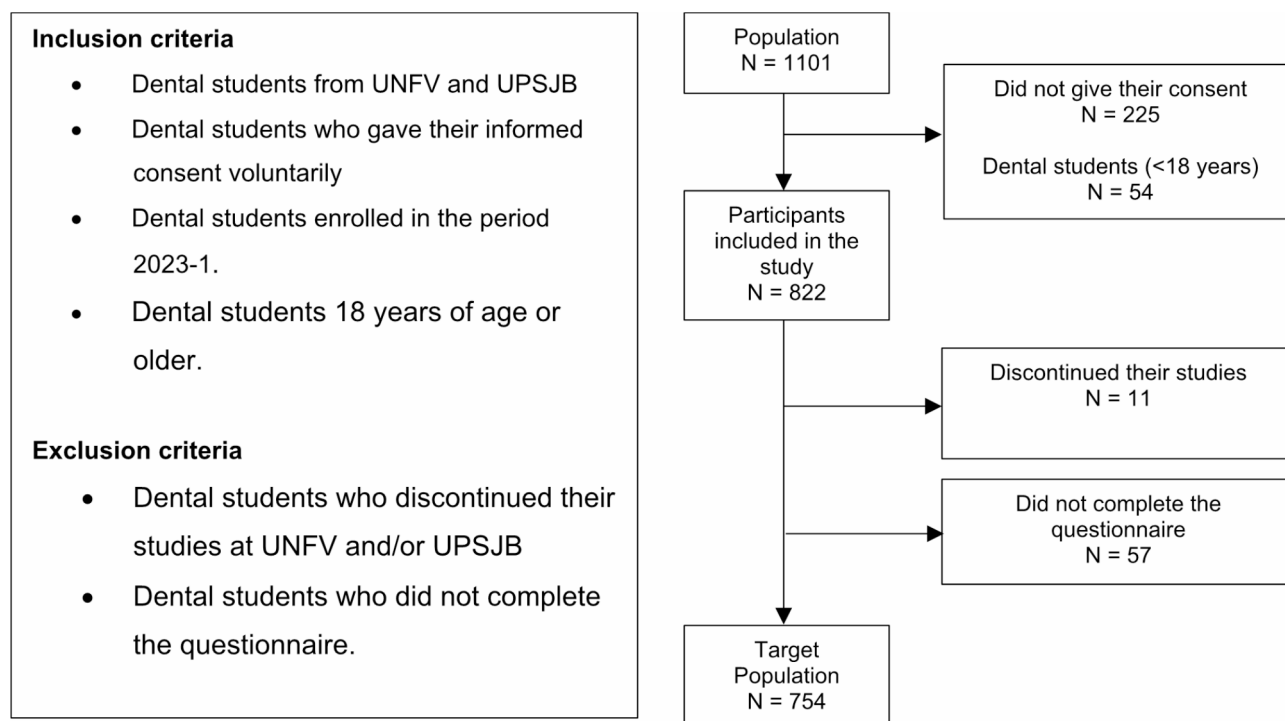 Inclusion criteria
• Dental students from UNFV and UPSJB
• Dental students who gave their informed
consent voluntarily
• Dental students enrolled in the period
2023-1.
• Dental students 18 years of age or
older.
Exclusion criteria
• Dental students who discontinued their
studies at UNFV and/or UPSJB
• Dental students who did not complete
the questionnaire.
Population
N = 1101
Did not give their consent
N = 225
Dental students (<18 years)
N = 54
Participants
included in the
study
N = 822
Discontinued their studies
N = 11
Did not complete the
questionnaire
N = 57
Target
Population
N = 754